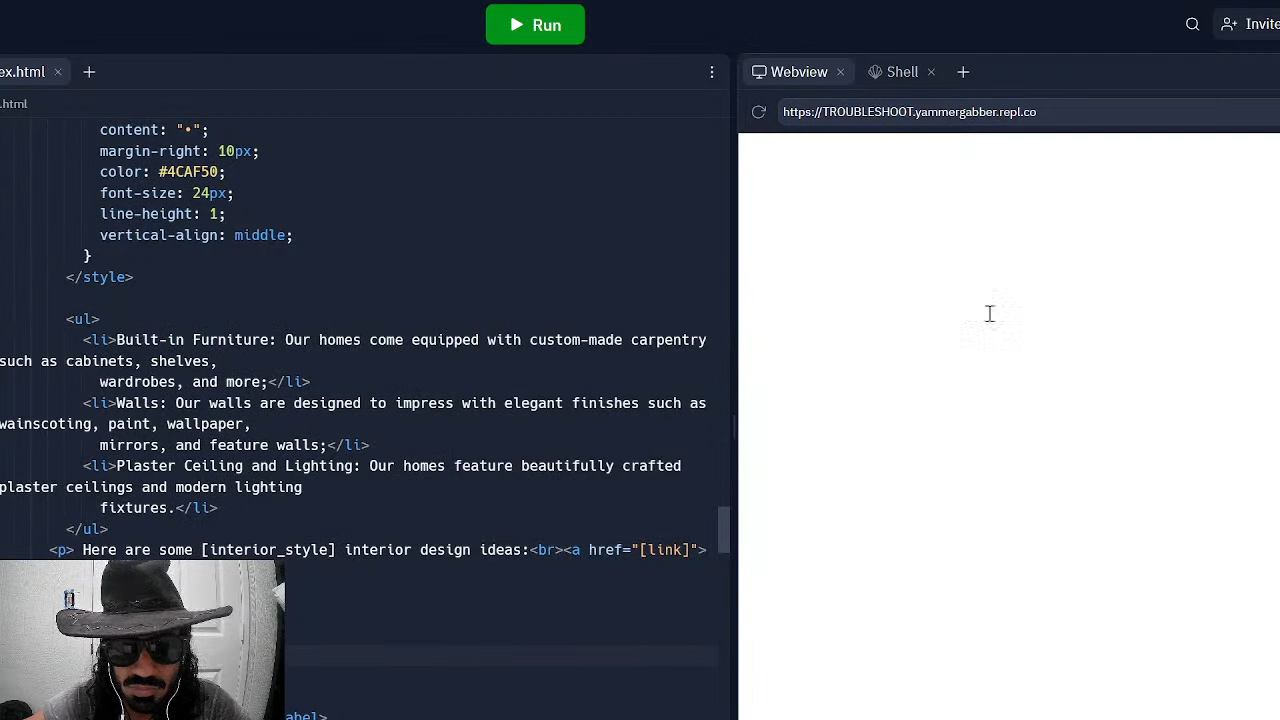 Run
Invite
ex.html
Webview
Shell
.html
https://TROUBLESHOOT.yammergabber.repl.co
content: "•";
margin-right: 10px;
color: #4CAF50;
font-size: 24px;
line-height: 1;
vertical-align: middle;
}
</style>
<ul>
<li>Built-in Furniture: Our homes come equipped with custom-made carpentry
such as cabinets, shelves,
wardrobes, and more;</li>
<li>Walls: Our walls are designed to impress with elegant finishes such as
wainscoting, paint, wallpaper,
mirrors, and feature walls;</li>
<li>Plaster Ceiling and Lighting: Our homes feature beautifully crafted
plaster ceilings and modern lighting
fixtures.</li>
</ul>
<p> Here are some [interior_style] interior design ideas:<br><a href="[link]">
abel>